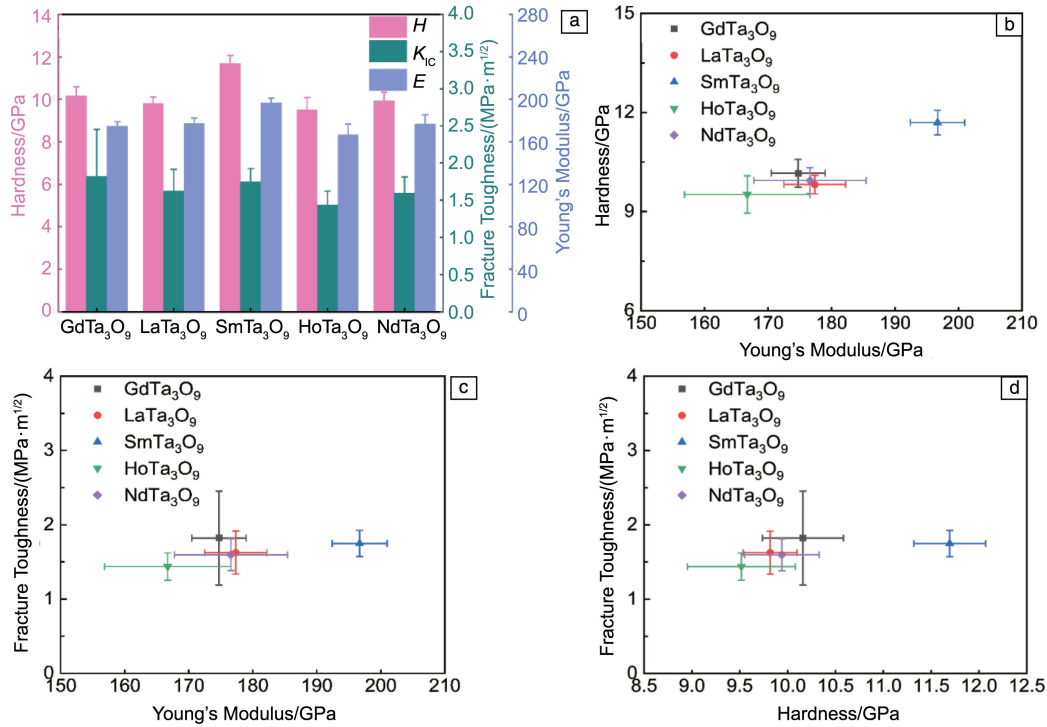 a
H
K_IC
E
Hardness/GPa
14
12
10
8
6
4
2
0
Fracture Toughness/(MPa·m^1/2)
4.0
3.5
3.0
2.5
2.0
1.5
1.0
0.5
0.0
Young's Modulus/GPa
280
240
200
160
120
80
40
0
GdTa₃O₉ LaTa₃O₉ SmTa₃O₉ HoTa₃O₉ NdTa₃O₉
b
GdTa₃O₉
LaTa₃O₉
SmTa₃O₉
HoTa₃O₉
NdTa₃O₉
Hardness/GPa
15
12
9
6
150 160 170 180 190 200 210
Young's Modulus/GPa
c
GdTa₃O₉
LaTa₃O₉
SmTa₃O₉
HoTa₃O₉
NdTa₃O₉
Fracture Toughness/(MPa·m^1/2)
4
3
2
1
0
150 160 170 180 190 200 210
Young's Modulus/GPa
d
GdTa₃O₉
LaTa₃O₉
SmTa₃O₉
HoTa₃O₉
NdTa₃O₉
Fracture Toughness/(MPa·m^1/2)
4
3
2
1
0
8.5 9.0 9.5 10.0 10.5 11.0 11.5 12.0 12.5
Hardness/GPa